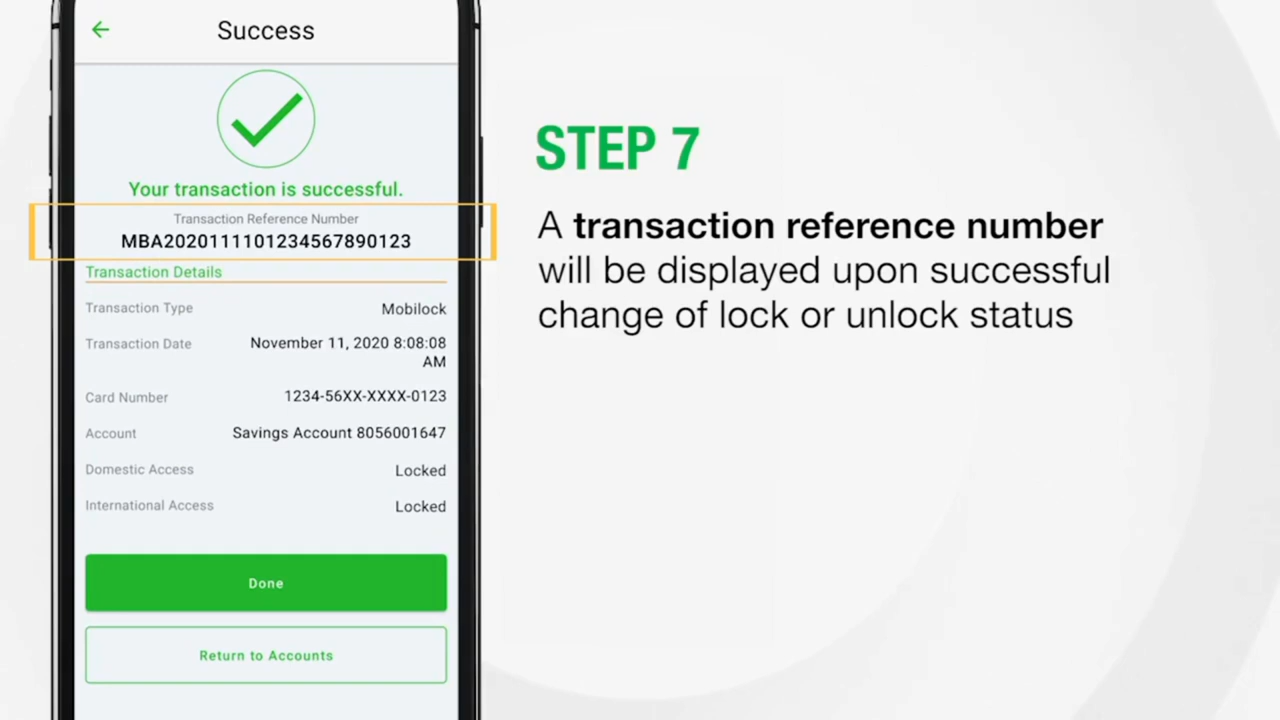 Success
Your transaction is successful.
Transaction Reference Number
MBA2020111101234567890123
Transaction Details
Transaction Type Mobilock
Transaction Date November 11, 2020 8:08:08
AM
Card Number 1234-56XX-XXXX-0123
Account Savings Account 8056001647
Domestic Access Locked
International Access Locked
Done
Return to Accounts
STEP 7
A transaction reference number
will be displayed upon successful
change of lock or unlock status